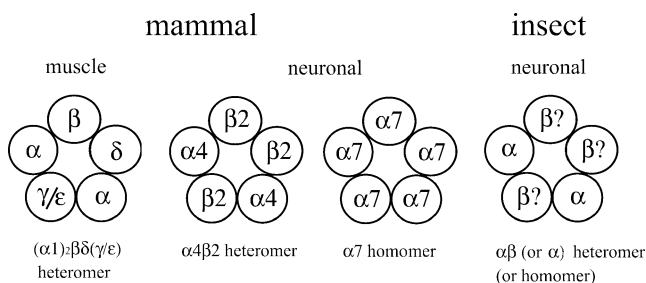 mammal
insect
muscle
neuronal
neuronal
β
α
δ
γ/ε
α
β2
α4
β2
β2
α4
α7
α7
α7
α7
α7
β?
α
β?
β?
α
(α1)₂βδ(γ/ε)
heteromer
α4β2 heteromer
α7 homomer
αβ (or α) heteromer
(or homomer)